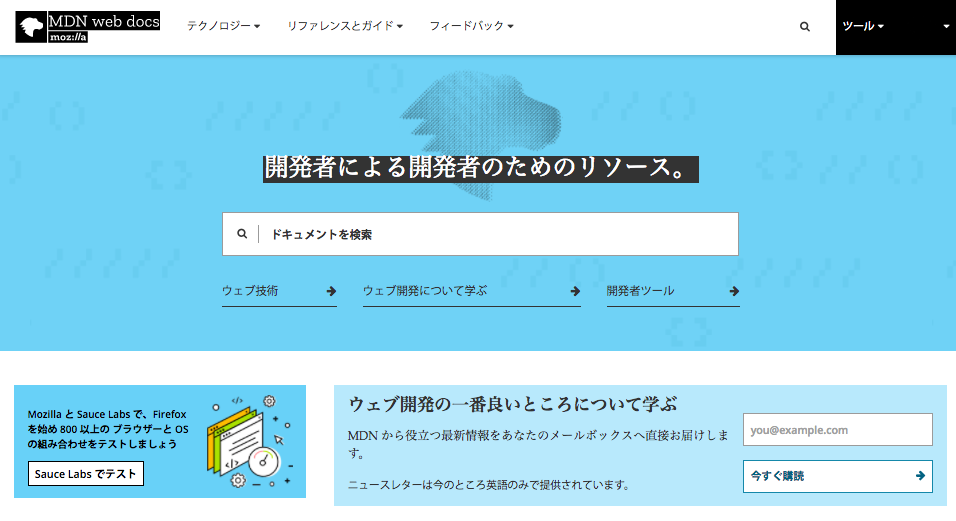 MDN web docs
moz://a
テクノロジー
リファレンスとガイド
フィードバック
ツール
開発者による開発者のためのリソース。
ドキュメントを検索
ウェブ技術
ウェブ開発について学ぶ
開発者ツール
Mozilla と Sauce Labs で、Firefox
を始め 800 以上の ブラウザーと OS
の組み合わせをテストしましょう
Sauce Labs でテスト
ウェブ開発の一番良いところについて学ぶ
MDN から役立つ最新情報をあなたのメールボックスへ直接お届けしま
す。
ニュースレターは今のところ英語のみで提供されています。
you@example.com
今すぐ購読